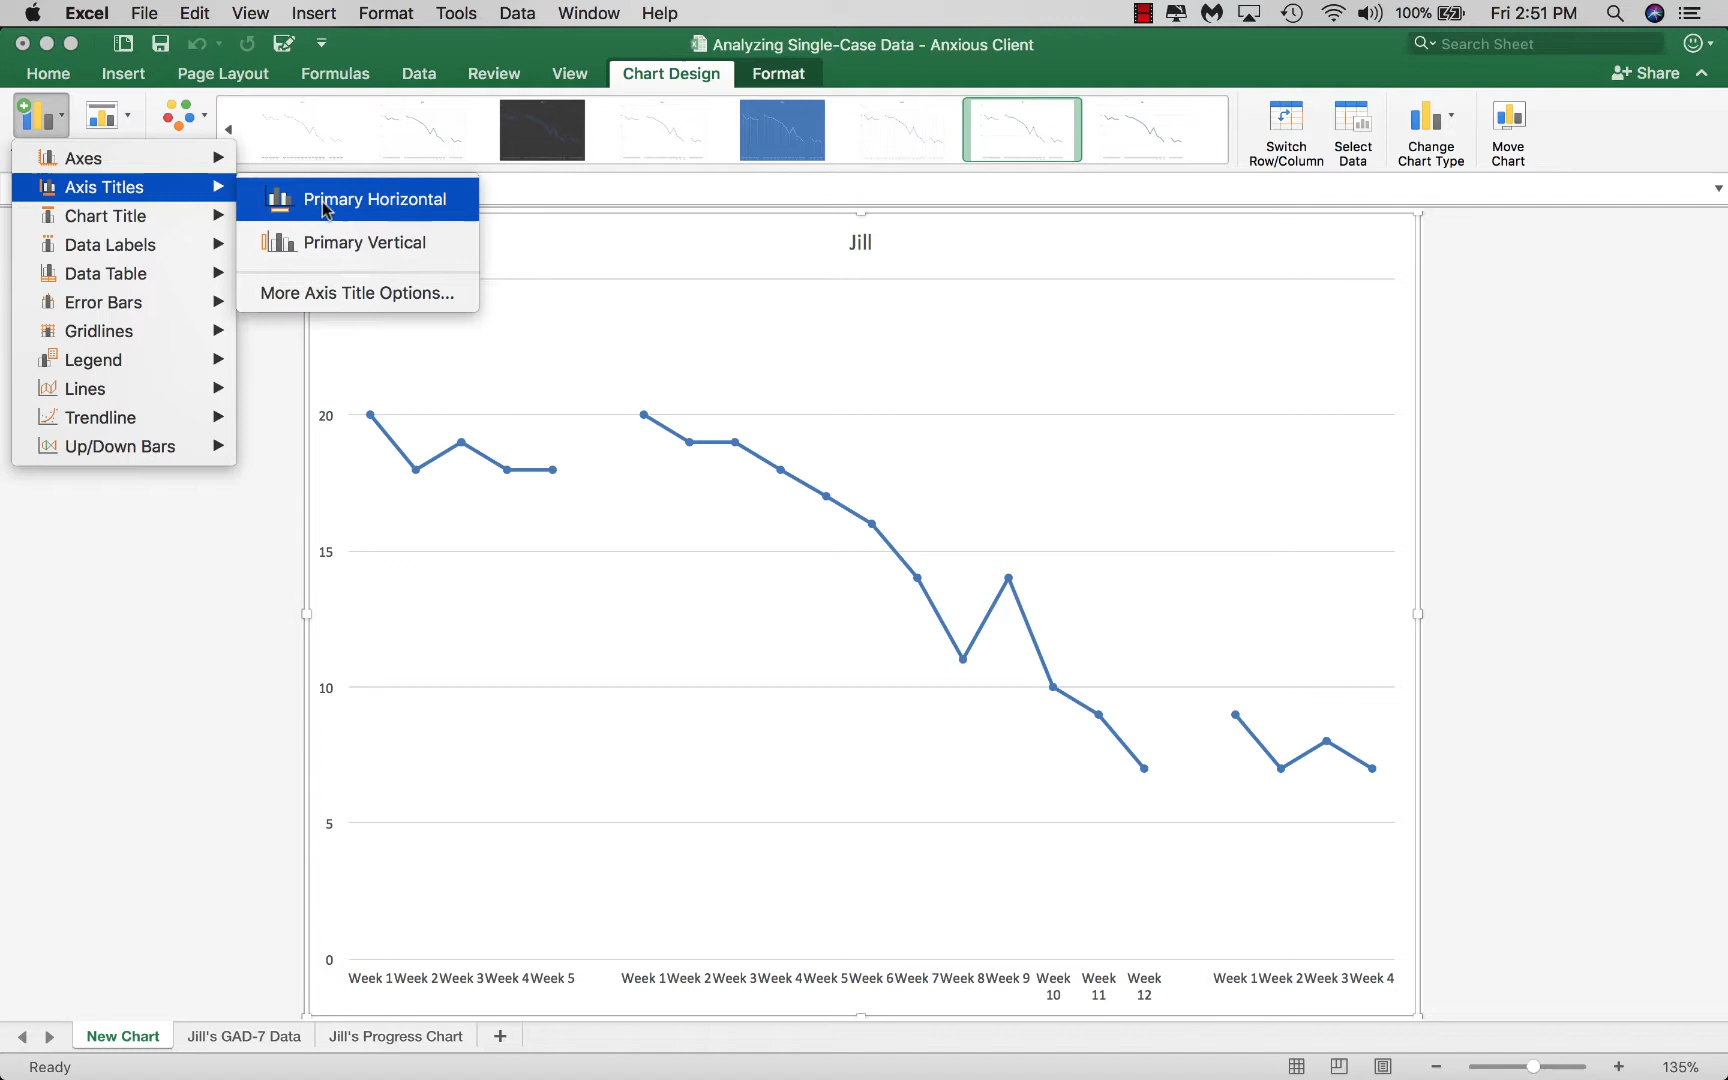 Excel File Edit View Insert Format Tools Data Window Help 100% Fri 2:51 PM
Analyzing Single-Case Data - Anxious Client
Search Sheet
Home Insert Page Layout Formulas Data Review View Chart Design Format Share
Switch Row/Column
Select Data
Change Chart Type
Move Chart
Axes
Axis Titles
Chart Title
Data Labels
Data Table
Error Bars
Gridlines
Legend
Lines
Trendline
Up/Down Bars
Primary Horizontal
Primary Vertical
More Axis Title Options...
Jill
20
15
10
5
0
Week 1 Week 2 Week 3 Week 4 Week 5 Week 1 Week 2 Week 3 Week 4 Week 5 Week 6 Week 7 Week 8 Week 9 Week 10 Week 11 Week 12 Week 1 Week 2 Week 3 Week 4
New Chart Jill's GAD-7 Data Jill's Progress Chart +
Ready 135%